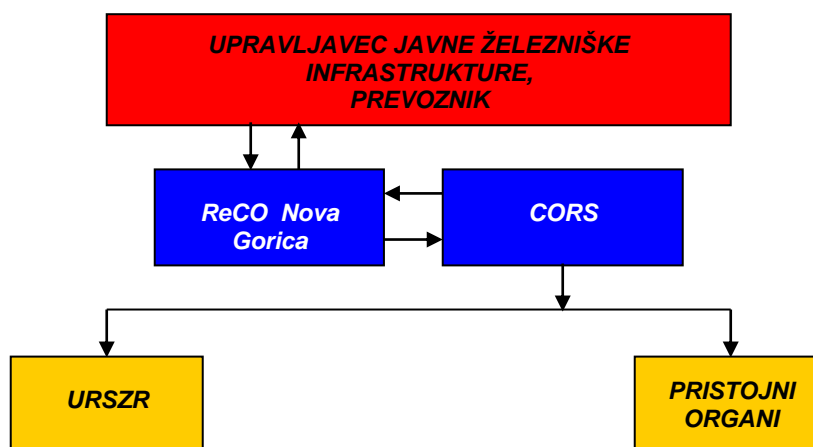 UPRAVLJAVEC JAVNE ŽELEZNIŠKE
INFRASTRUKTURE,
PREVOZNIK
ReCO Nova
Gorica
CORS
URSZR
PRISTOJNI
ORGANI